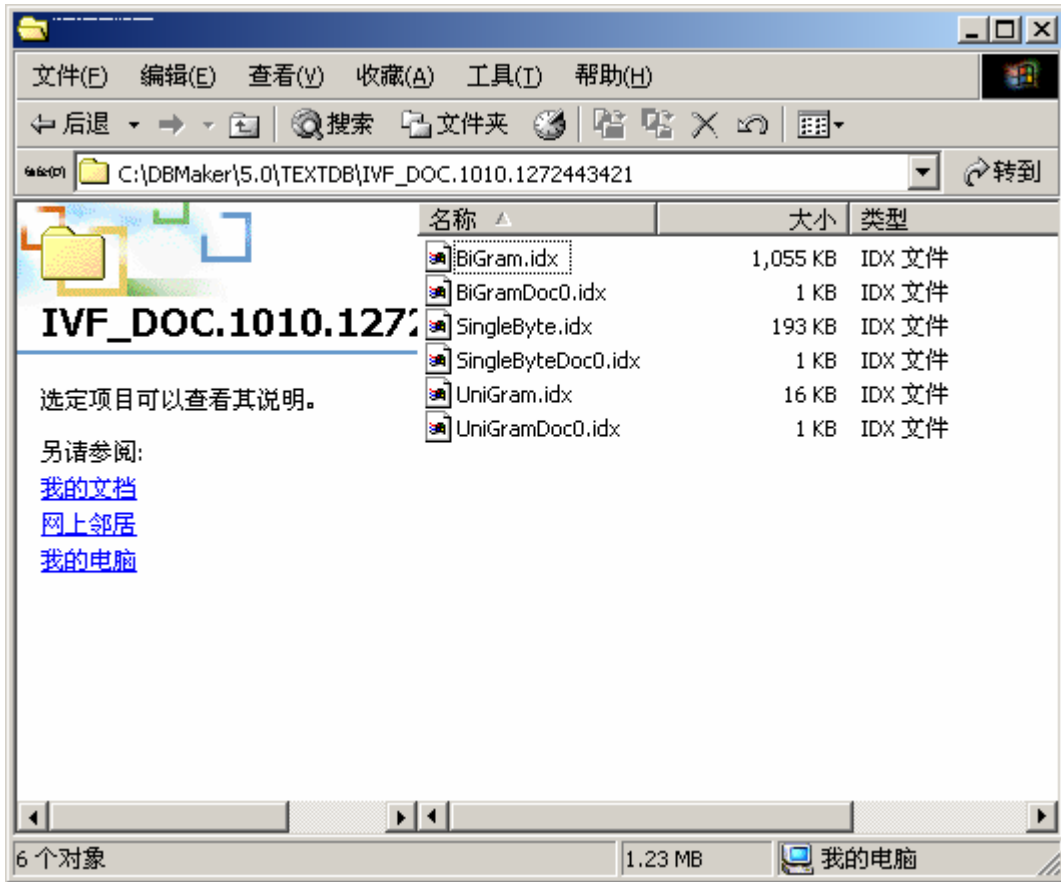 文件(F) 编辑(E) 查看(V) 收藏(A) 工具(T) 帮助(H)
后退 搜索 文件夹
C:\DBMaker\5.0\TEXTDB\IVF_DOC.1010.1272443421 转到
名称 大小 类型
BiGram.idx 1,055 KB IDX 文件
BiGramDoc0.idx 1 KB IDX 文件
SingleByte.idx 193 KB IDX 文件
SingleByteDoc0.idx 1 KB IDX 文件
UniGram.idx 16 KB IDX 文件
UniGramDoc0.idx 1 KB IDX 文件
IVF_DOC.1010.1272
选定项目可以查看其说明。
另请参阅:
我的文档
网上邻居
我的电脑
6 个对象 1.23 MB 我的电脑